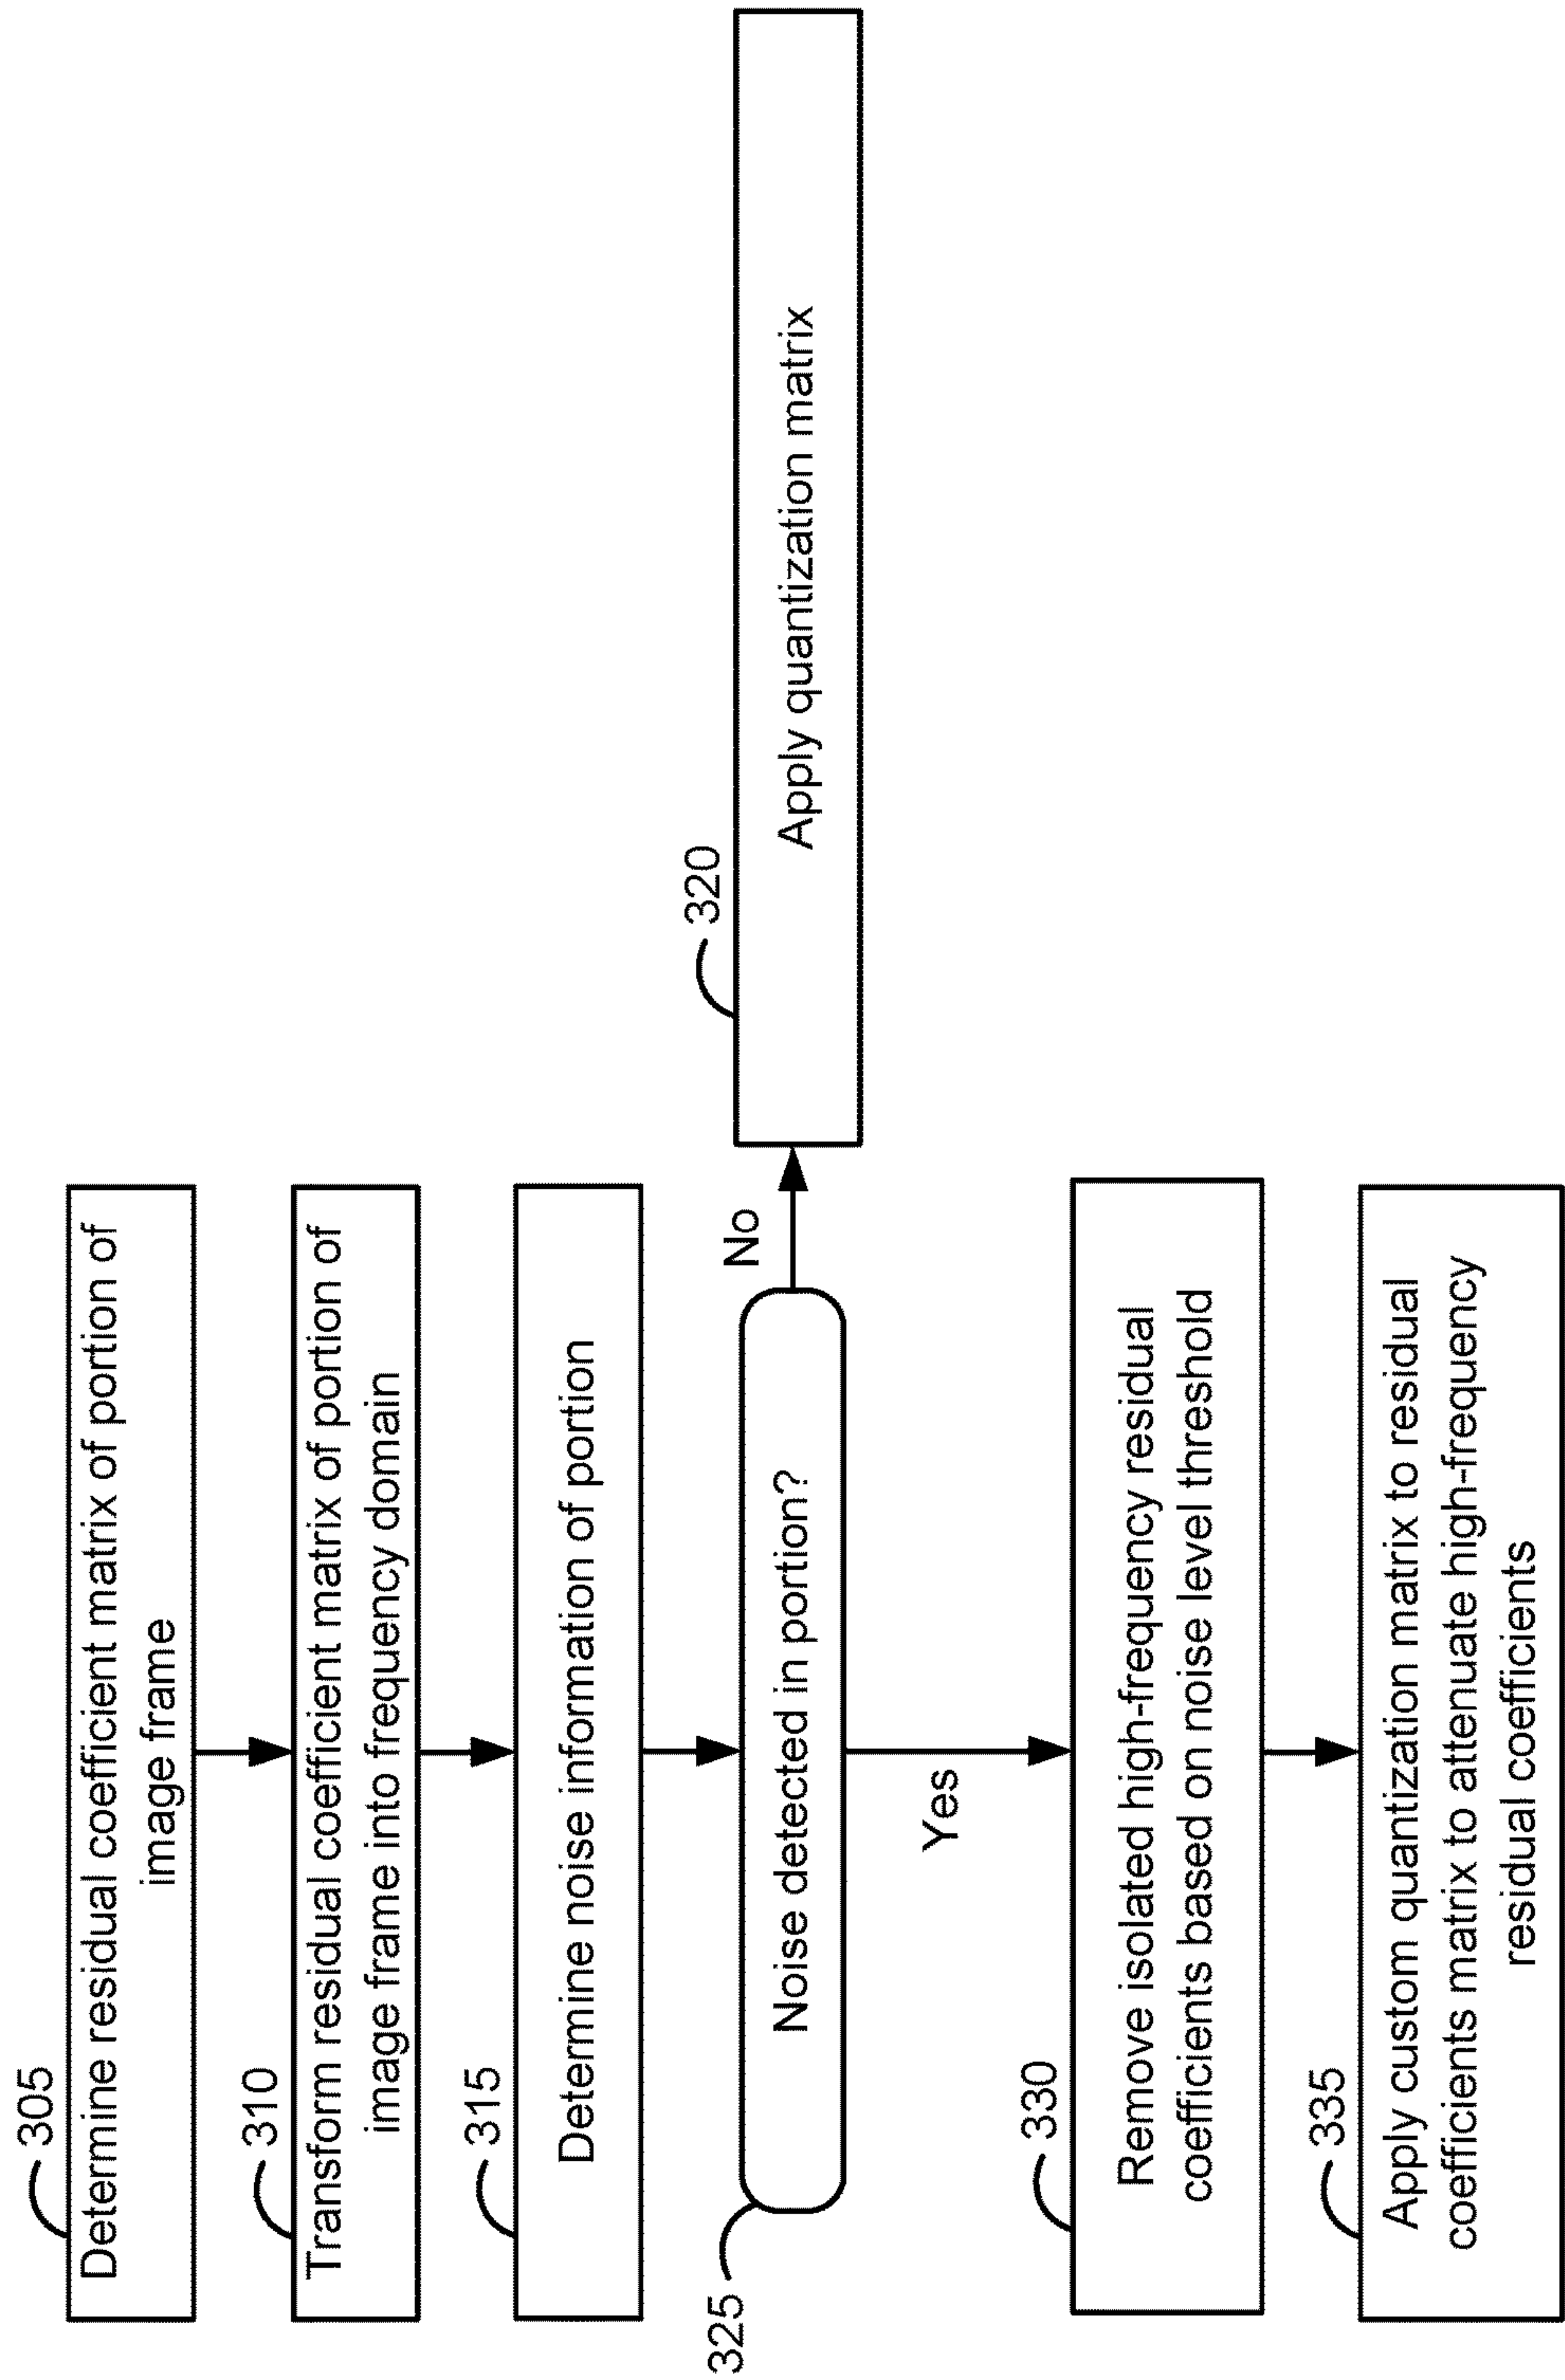 305
Determine residual coefficient matrix of portion of
image frame
310
Transform residual coefficient matrix of portion of
image frame into frequency domain
315
Determine noise information of portion
325
Noise detected in portion?
No
320
Apply quantization matrix
Yes
330
Remove isolated high-frequency residual
coefficients based on noise level threshold
335
Apply custom quantization matrix to residual
coefficients matrix to attenuate high-frequency
residual coefficients